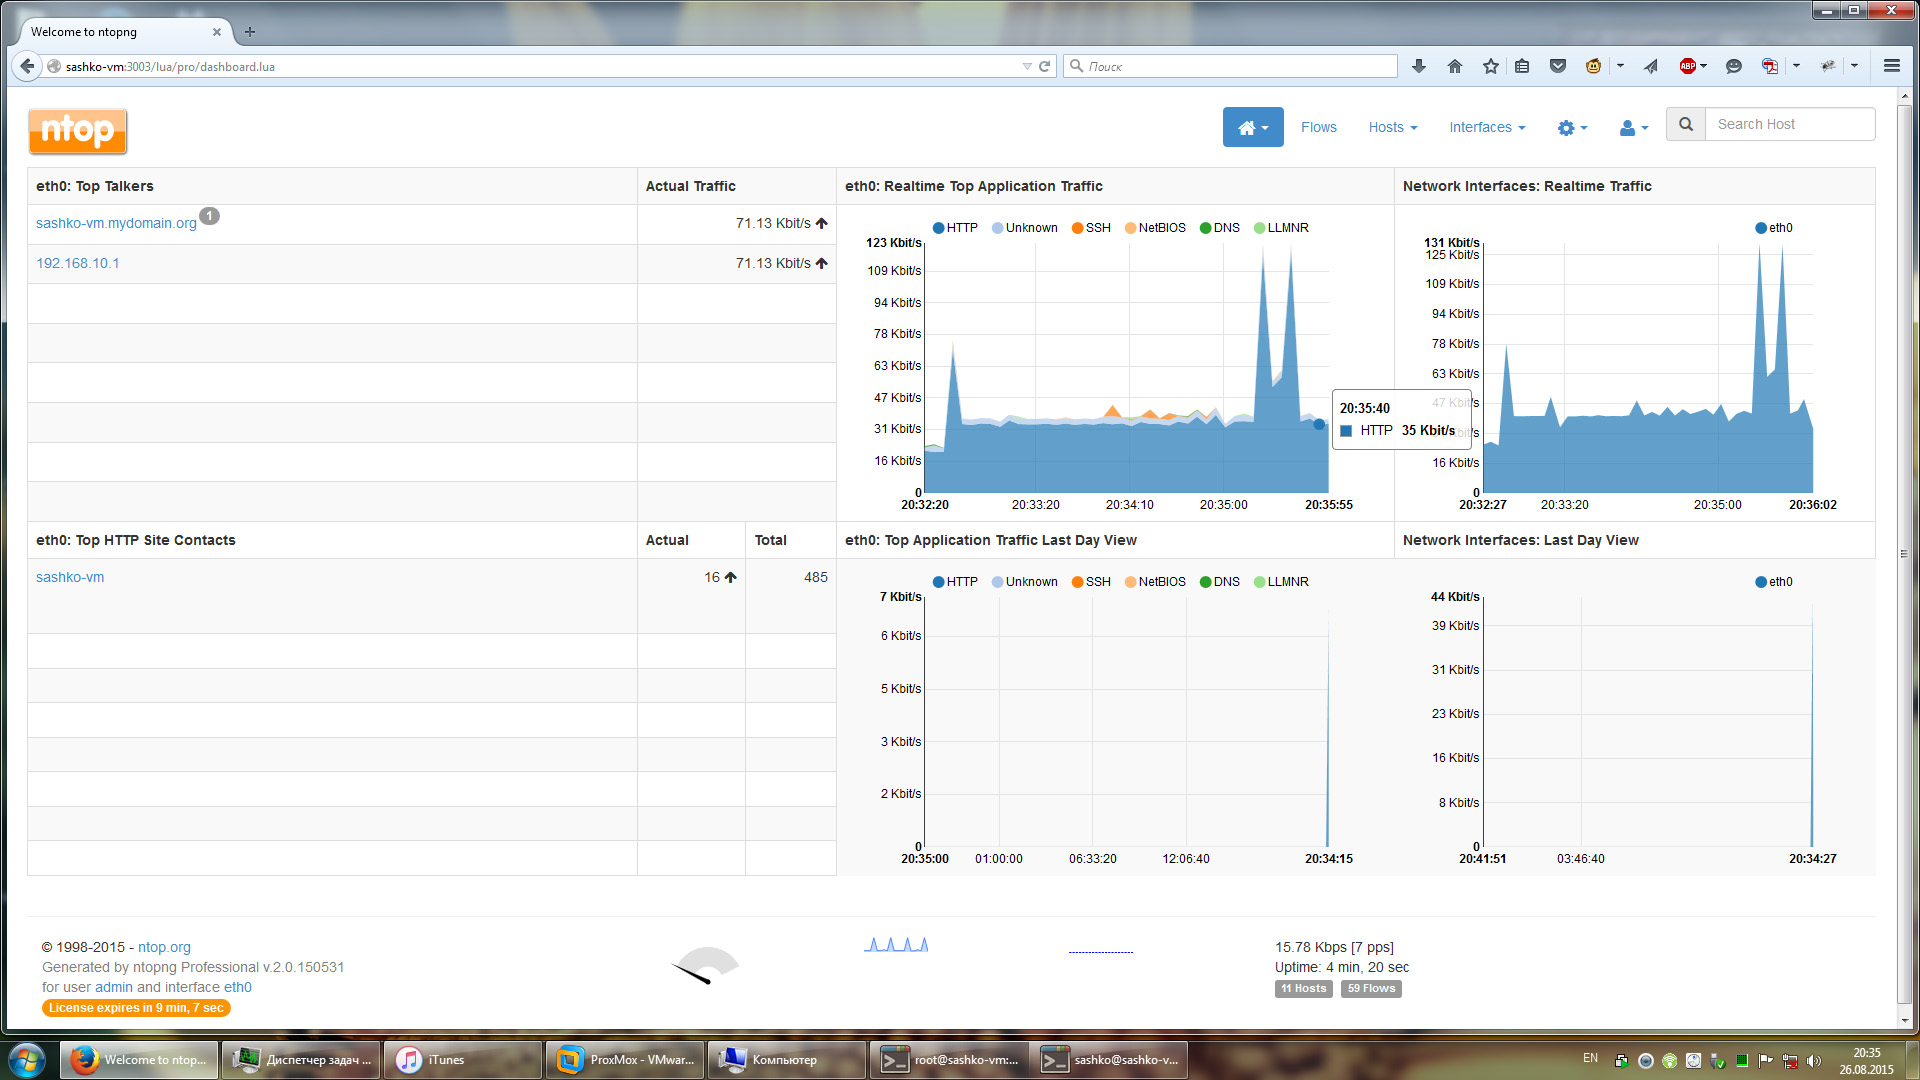 Welcome to ntopng
sashko-vm:3003/lua/pro/dashboard.lua
Поиск
ABP
ntop
Flows
Hosts
Interfaces
Search Host
eth0: Top Talkers
Actual Traffic
sashko-vm.mydomain.org 1
71.13 Kbit/s
192.168.10.1
71.13 Kbit/s
eth0: Realtime Top Application Traffic
HTTP Unknown SSH NetBIOS DNS LLMNR
123 Kbit/s
109 Kbit/s
94 Kbit/s
78 Kbit/s
63 Kbit/s
47 Kbit/s
31 Kbit/s
16 Kbit/s
0
20:32:20 20:33:20 20:34:10 20:35:00 20:35:55
20:35:40
HTTP 35 Kbit/s
Network Interfaces: Realtime Traffic
eth0
131 Kbit/s
125 Kbit/s
109 Kbit/s
94 Kbit/s
78 Kbit/s
63 Kbit/s
47 Kbit/s
16 Kbit/s
0
20:32:27 20:33:20 20:35:00 20:36:02
eth0: Top HTTP Site Contacts
Actual
Total
sashko-vm
16
485
eth0: Top Application Traffic Last Day View
HTTP Unknown SSH NetBIOS DNS LLMNR
7 Kbit/s
6 Kbit/s
5 Kbit/s
3 Kbit/s
2 Kbit/s
0
20:35:00 01:00:00 06:33:20 12:06:40 20:34:15
Network Interfaces: Last Day View
eth0
44 Kbit/s
39 Kbit/s
31 Kbit/s
23 Kbit/s
16 Kbit/s
8 Kbit/s
0
20:41:51 03:46:40 20:34:27
© 1998-2015 - ntop.org
Generated by ntopng Professional v.2.0.150531
for user admin and interface eth0
License expires in 9 min, 7 sec
15.78 Kbps [7 pps]
Uptime: 4 min, 20 sec
11 Hosts 59 Flows
Welcome to ntop...
Диспетчер задач ...
iTunes
ProxMox - VMwar...
Компьютер
root@sashko-vm:...
sashko@sashko-v...
EN
20:35
26.08.2015